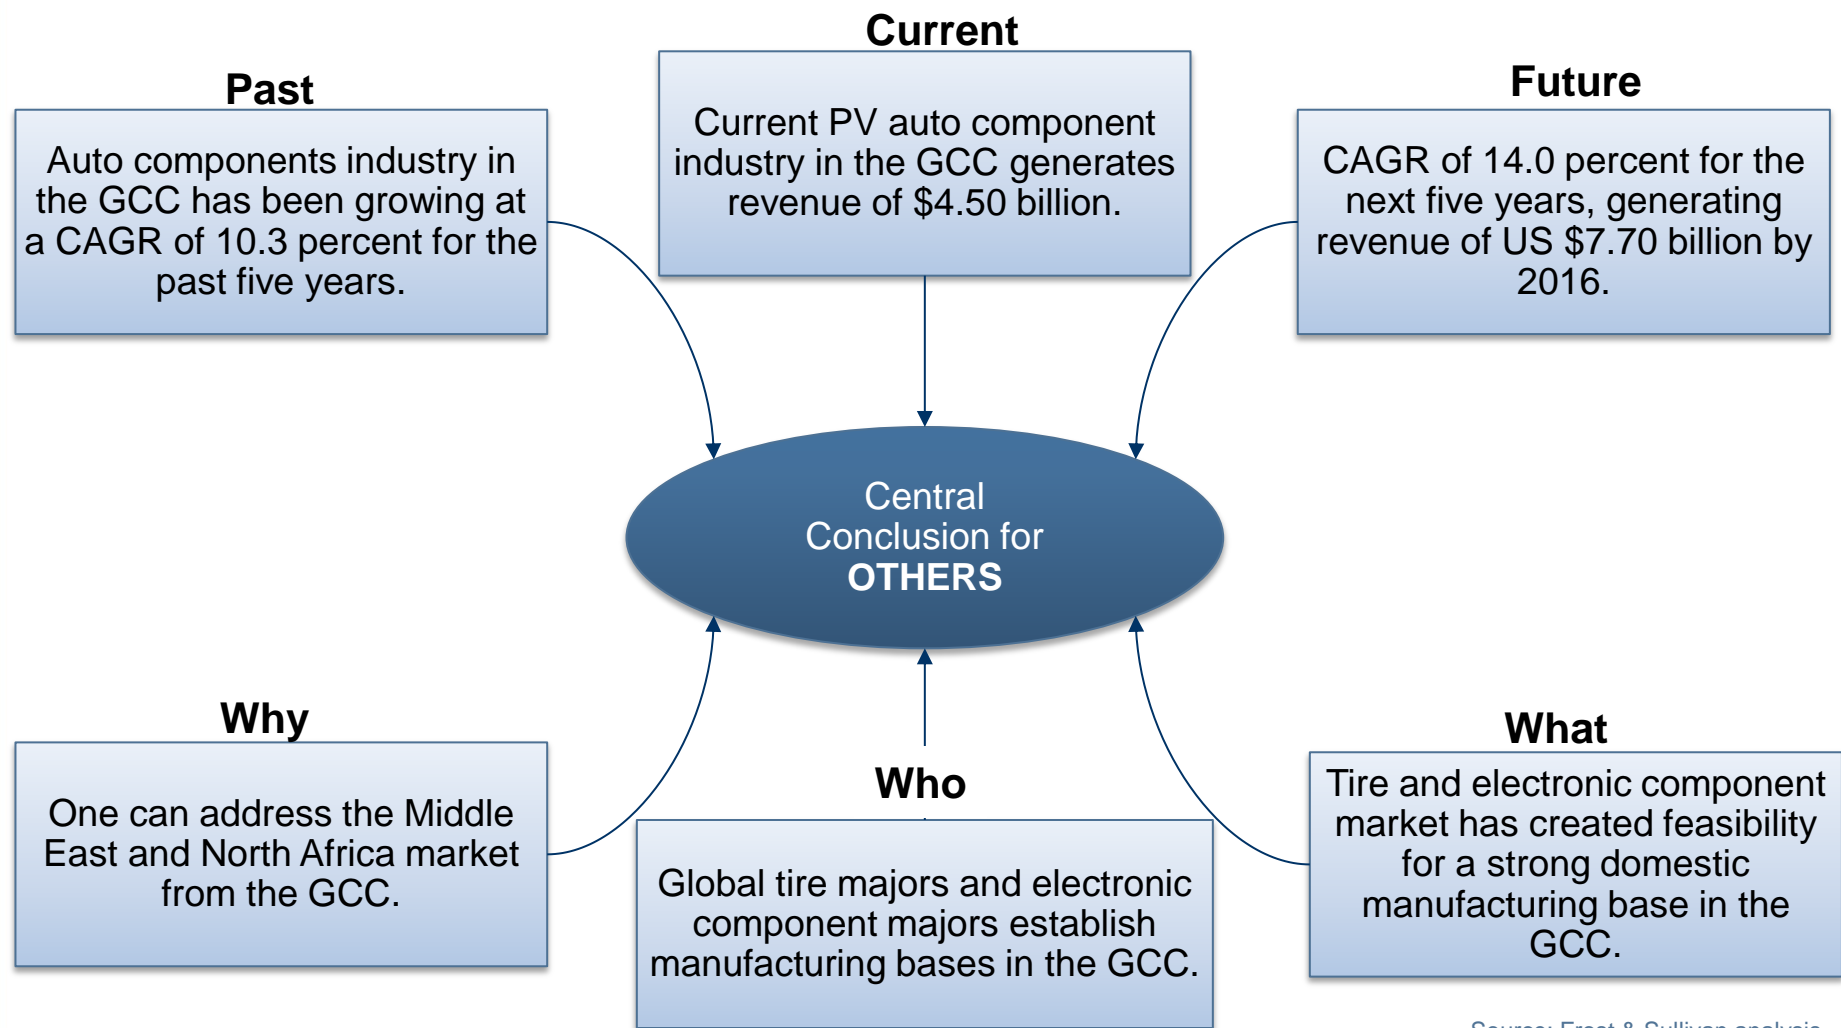 Past
Auto components industry in
the GCC has been growing at
a CAGR of 10.3 percent for the
past five years.
Current
Current PV auto component
industry in the GCC generates
revenue of $4.50 billion.
Future
CAGR of 14.0 percent for the
next five years, generating
revenue of US $7.70 billion by
2016.
Central
Conclusion for
OTHERS
Why
One can address the Middle
East and North Africa market
from the GCC.
Who
Global tire majors and electronic
component majors establish
manufacturing bases in the GCC.
What
Tire and electronic component
market has created feasibility
for a strong domestic
manufacturing base in the
GCC.
Source: Frost & Sullivan analysis